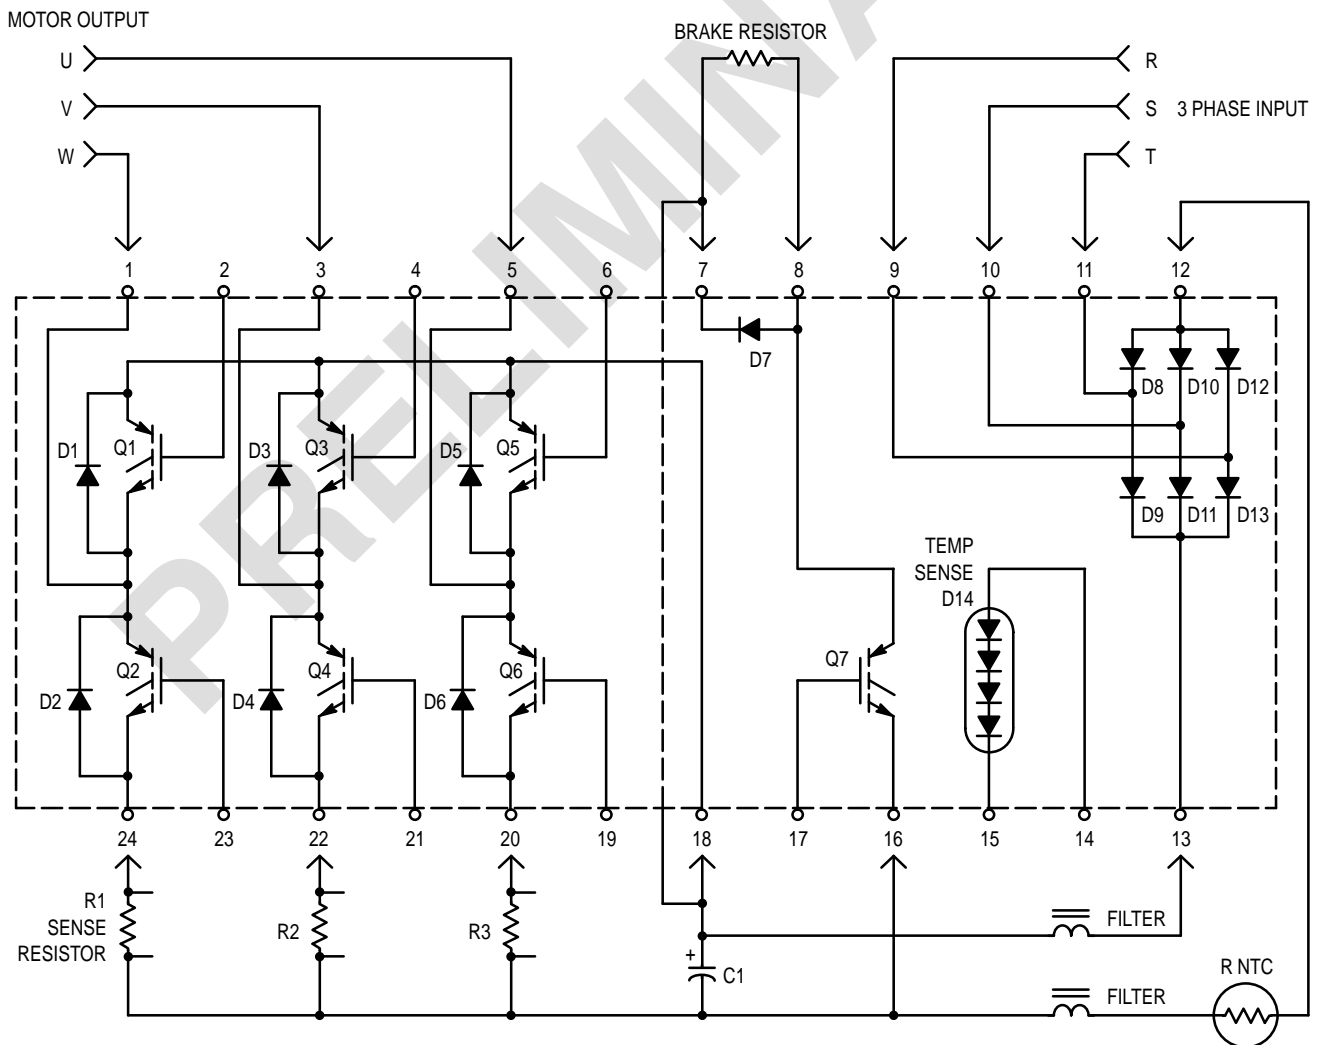 MOTOR OUTPUT
U
V
W
BRAKE RESISTOR
R
S 3 PHASE INPUT
T
1 2 3 4 5 6 7 8 9 10 11 12
D7
D8 D10 D12
D1 Q1 D3 Q3 D5 Q5
D9 D11 D13
TEMP
SENSE
D14
D2 Q2 D4 Q4 D6 Q6 Q7
24 23 22 21 20 19 18 17 16 15 14 13
R1
SENSE
RESISTOR
R2
R3
FILTER
+
C1
R NTC
FILTER
PRELIMINA